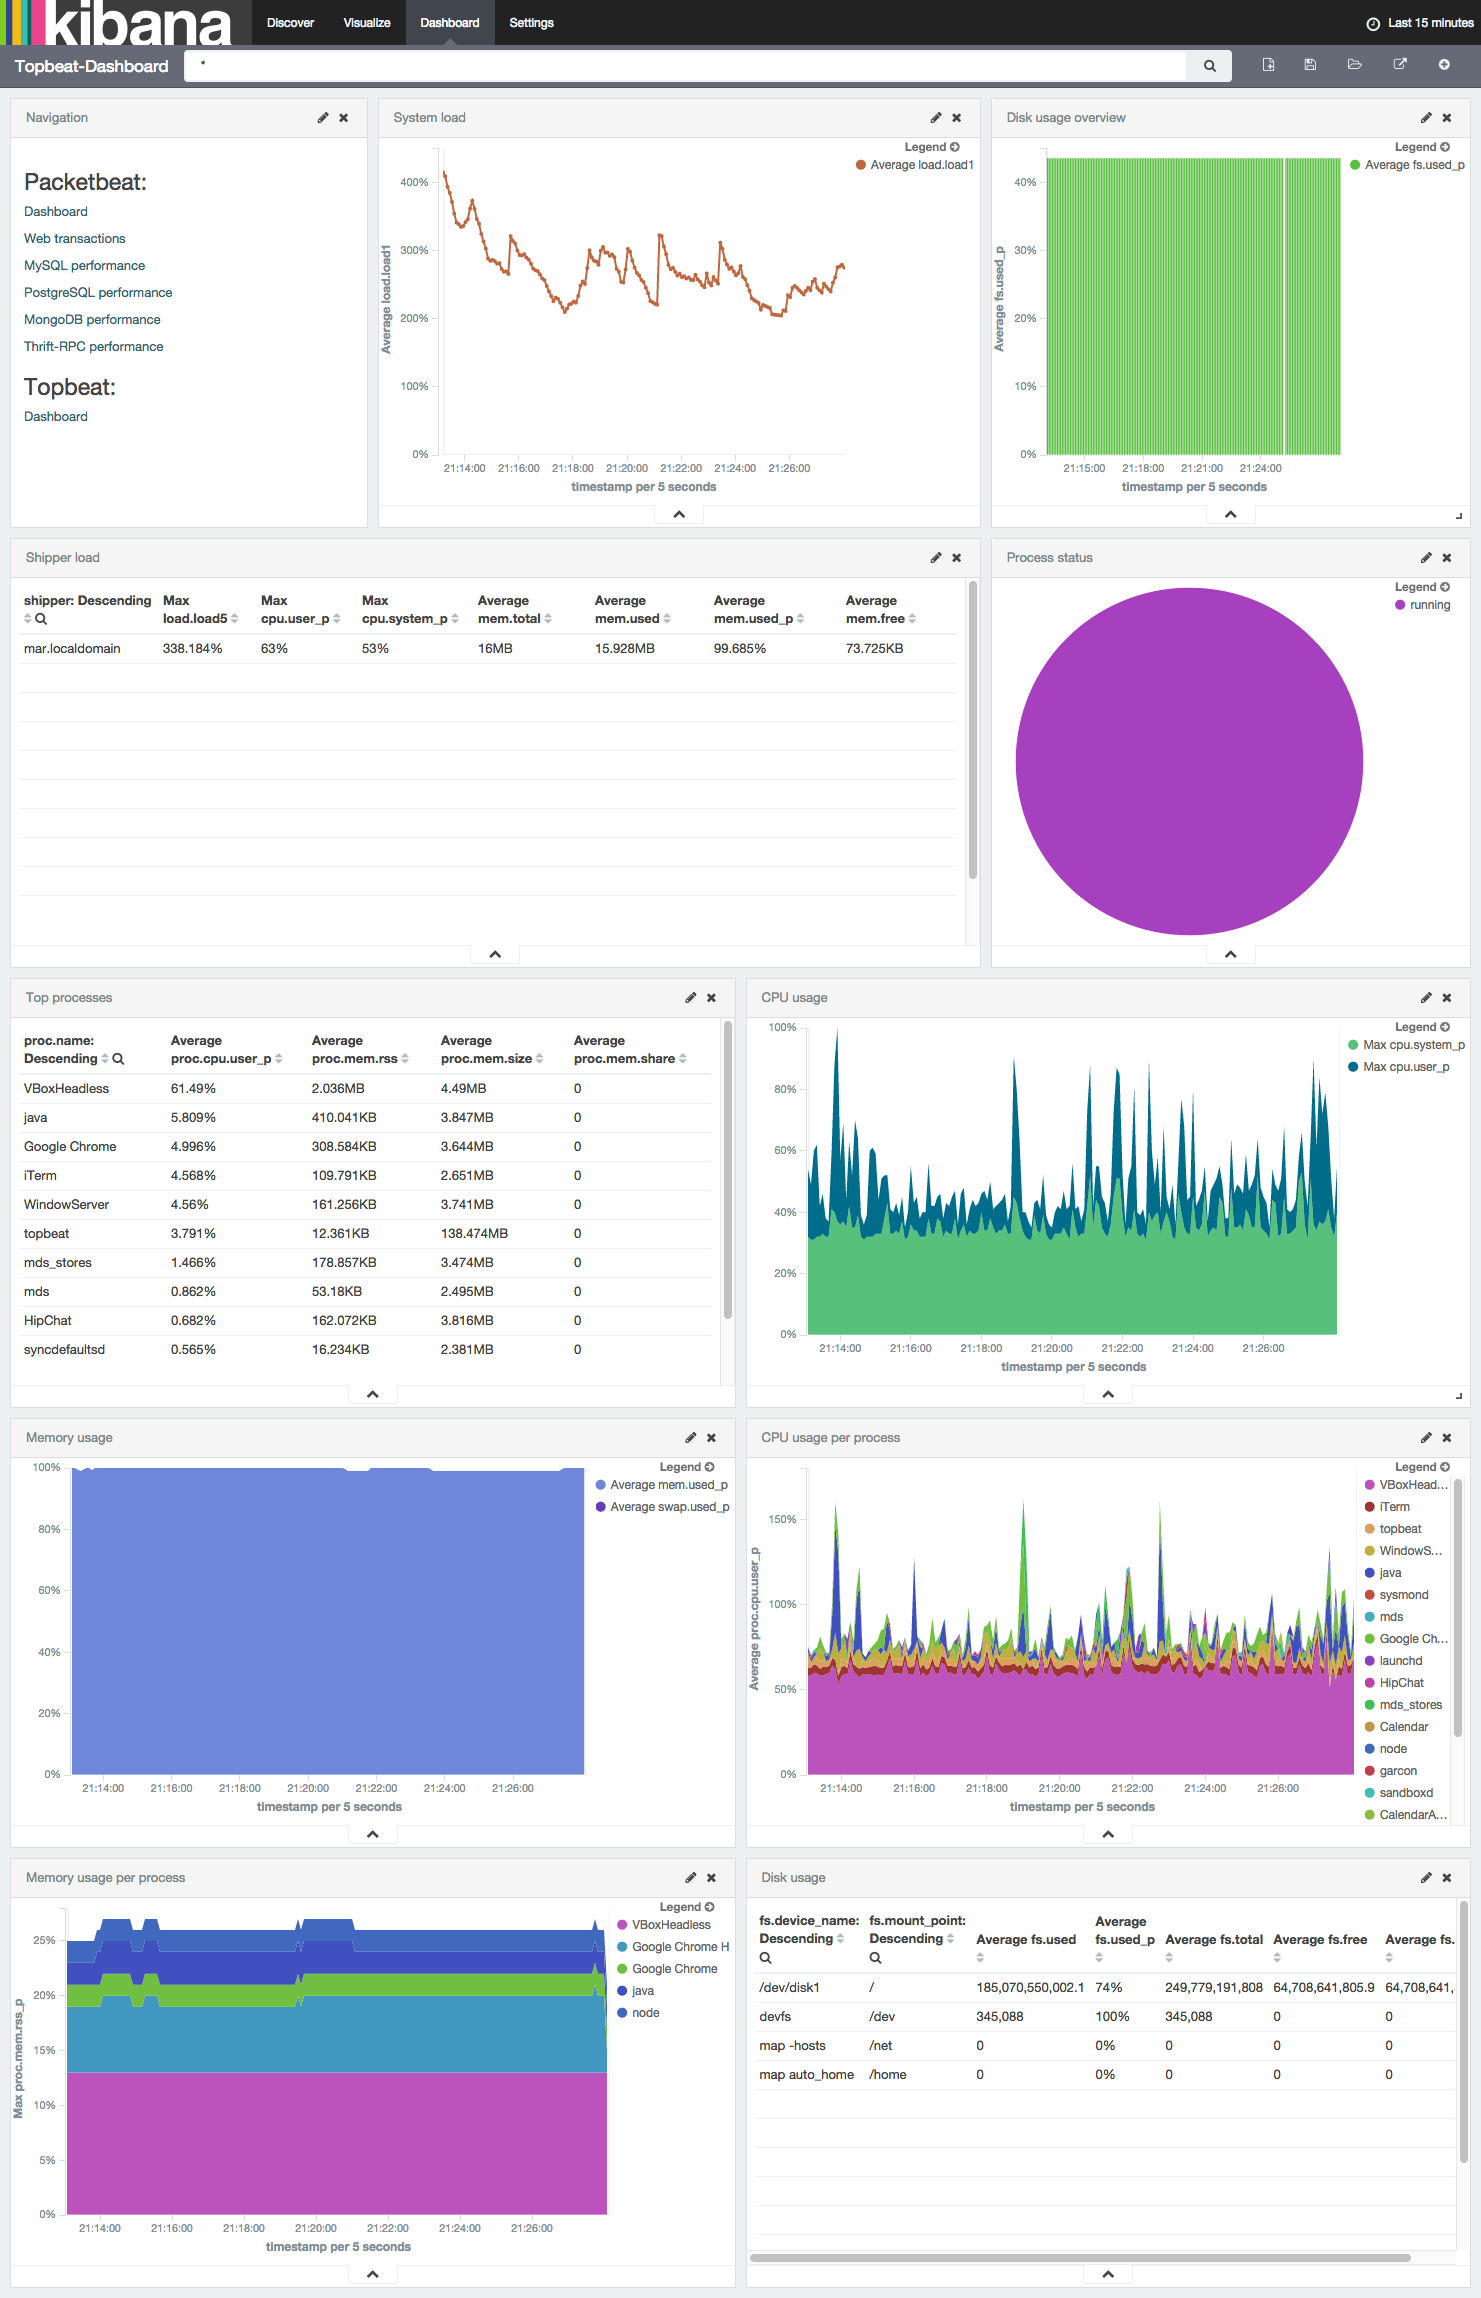 kibana
Discover Visualize Dashboard Settings
Last 15 minutes
Topbeat-Dashboard
*
Navigation
Packetbeat:
Dashboard
Web transactions
MySQL performance
PostgreSQL performance
MongoDB performance
Thrift-RPC performance
Topbeat:
Dashboard
System load
Legend
Average load.load1
Average load.load1
400%
300%
200%
100%
0%
21:14:00 21:16:00 21:18:00 21:20:00 21:22:00 21:24:00 21:26:00
timestamp per 5 seconds
Disk usage overview
Legend
Average fs.used_p
Average fs.used_p
40%
30%
20%
10%
0%
21:15:00 21:18:00 21:21:00 21:24:00
timestamp per 5 seconds
Shipper load
shipper: Descending Max load.load5 Max cpu.user_p Max cpu.system_p Average mem.total Average mem.used Average mem.used_p Average mem.free
mar.localdomain 338.184% 63% 53% 16MB 15.928MB 99.685% 73.725KB
Process status
Legend
running
Top processes
proc.name: Descending Average proc.cpu.user_p Average proc.mem.rss Average proc.mem.size Average proc.mem.share
VBoxHeadless 61.49% 2.036MB 4.49MB 0
java 5.809% 410.041KB 3.847MB 0
Google Chrome 4.996% 308.584KB 3.644MB 0
iTerm 4.568% 109.791KB 2.651MB 0
WindowServer 4.56% 161.256KB 3.741MB 0
topbeat 3.791% 12.361KB 138.474MB 0
mds_stores 1.466% 178.857KB 3.474MB 0
mds 0.862% 53.18KB 2.495MB 0
HipChat 0.682% 162.072KB 3.816MB 0
syncdefaultsd 0.565% 16.234KB 2.381MB 0
CPU usage
Legend
Max cpu.system_p
Max cpu.user_p
100%
80%
60%
40%
20%
0%
21:14:00 21:16:00 21:18:00 21:20:00 21:22:00 21:24:00 21:26:00
timestamp per 5 seconds
Memory usage
Legend
Average mem.used_p
Average swap.used_p
100%
80%
60%
40%
20%
0%
21:14:00 21:16:00 21:18:00 21:20:00 21:22:00 21:24:00 21:26:00
timestamp per 5 seconds
CPU usage per process
Legend
VBoxHead...
iTerm
topbeat
WindowS...
java
sysmond
mds
Google Ch...
launchd
HipChat
mds_stores
Calendar
node
garcon
sandboxd
CalendarA...
Average proc.cpu.user_p
150%
100%
50%
0%
21:14:00 21:16:00 21:18:00 21:20:00 21:22:00 21:24:00 21:26:00
timestamp per 5 seconds
Memory usage per process
Legend
VBoxHeadless
Google Chrome H
Google Chrome
java
node
Max proc.mem.rss_p
25%
20%
15%
10%
5%
0%
21:14:00 21:16:00 21:18:00 21:20:00 21:22:00 21:24:00 21:26:00
timestamp per 5 seconds
Disk usage
fs.device_name: Descending fs.mount_point: Descending Average fs.used Average fs.used_p Average fs.total Average fs.free Average fs.
/dev/disk1 / 185,070,550,002.1 74% 249,779,191,808 64,708,641,805.9 64,708,641,
devfs /dev 345,088 100% 345,088 0 0
map -hosts /net 0 0% 0 0 0
map auto_home /home 0 0% 0 0 0